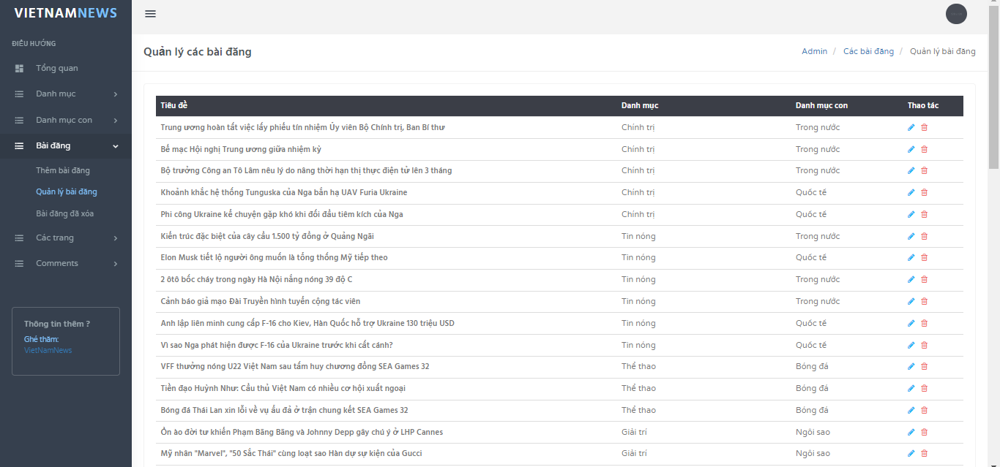 VIETNAMNEWS
ĐIỀU HƯỚNG
Tổng quan
Danh mục
Danh mục con
Bài đăng
Thêm bài đăng
Quản lý bài đăng
Bài đăng đã xóa
Các trang
Comments
Thông tin thêm ?
Ghé thăm:
VietNamNews
Quản lý các bài đăng
Admin / Các bài đăng / Quản lý bài đăng
Tiêu đề Danh mục Danh mục con Thao tác
Trung ương hoàn tất việc lấy phiếu tín nhiệm Ủy viên Bộ Chính trị, Ban Bí thư Chính trị Trong nước
Bế mạc Hội nghị Trung ương giữa nhiệm kỳ Chính trị Trong nước
Bộ trưởng Công an Tô Lâm nêu lý do nâng thời hạn thị thực điện tử lên 3 tháng Chính trị Trong nước
Khoảnh khắc hệ thống Tunguska của Nga bắn hạ UAV Furia Ukraine Chính trị Quốc tế
Phi công Ukraine kể chuyện gặp khó khi đối đầu tiêm kích của Nga Chính trị Quốc tế
Kiến trúc đặc biệt của cây cầu 1.500 tỷ đồng ở Quảng Ngãi Tin nóng Trong nước
Elon Musk tiết lộ người ông muốn là tổng thống Mỹ tiếp theo Tin nóng Quốc tế
2 ôtô bốc cháy trong ngày Hà Nội nắng nóng 39 độ C Tin nóng Trong nước
Cảnh báo giả mạo Đài Truyền hình tuyển cộng tác viên Tin nóng Trong nước
Anh lập liên minh cung cấp F-16 cho Kiev, Hàn Quốc hỗ trợ Ukraine 130 triệu USD Tin nóng Quốc tế
Vì sao Nga phát hiện được F-16 của Ukraine trước khi cất cánh? Tin nóng Quốc tế
VFF thưởng nóng U22 Việt Nam sau tấm huy chương đồng SEA Games 32 Thể thao Bóng đá
Tiền đạo Huỳnh Như: Cầu thủ Việt Nam có nhiều cơ hội xuất ngoại Thể thao Bóng đá
Bóng đá Thái Lan xin lỗi về vụ ẩu đả ở trận chung kết SEA Games 32 Thể thao Bóng đá
Ồn ào đời tư khiến Phạm Băng Băng và Johnny Depp gây chú ý ở LHP Cannes Giải trí Ngôi sao
Mỹ nhân "Marvel", "50 Sắc Thái" cùng loạt sao Hàn dự sự kiện của Gucci Giải trí Ngôi sao